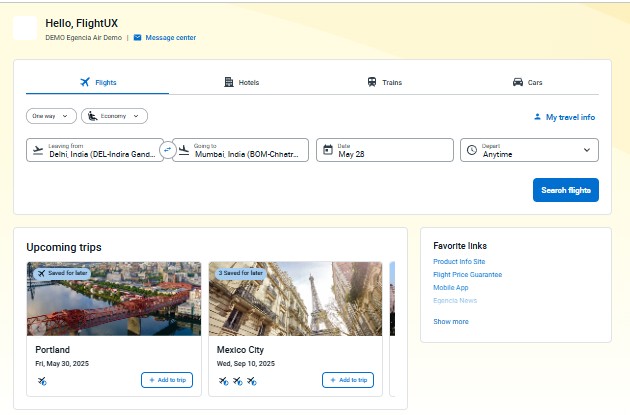 Hello, FlightUX
DEMO Egencia Air Demo | Message center
Flights Hotels Trains Cars
One way Economy My travel info
Leaving from Going to Date Depart
Delhi, India (DEL-Indira Gand... Mumbai, India (BOM-Chhatr... May 28 Anytime
Search flights
Upcoming trips
Saved for later
Portland
Fri, May 30, 2025
Add to trip
3 Saved for later
Mexico City
Wed, Sep 10, 2025
Add to trip
Favorite links
Product Info Site
Flight Price Guarantee
Mobile App
Egencia News
Show more